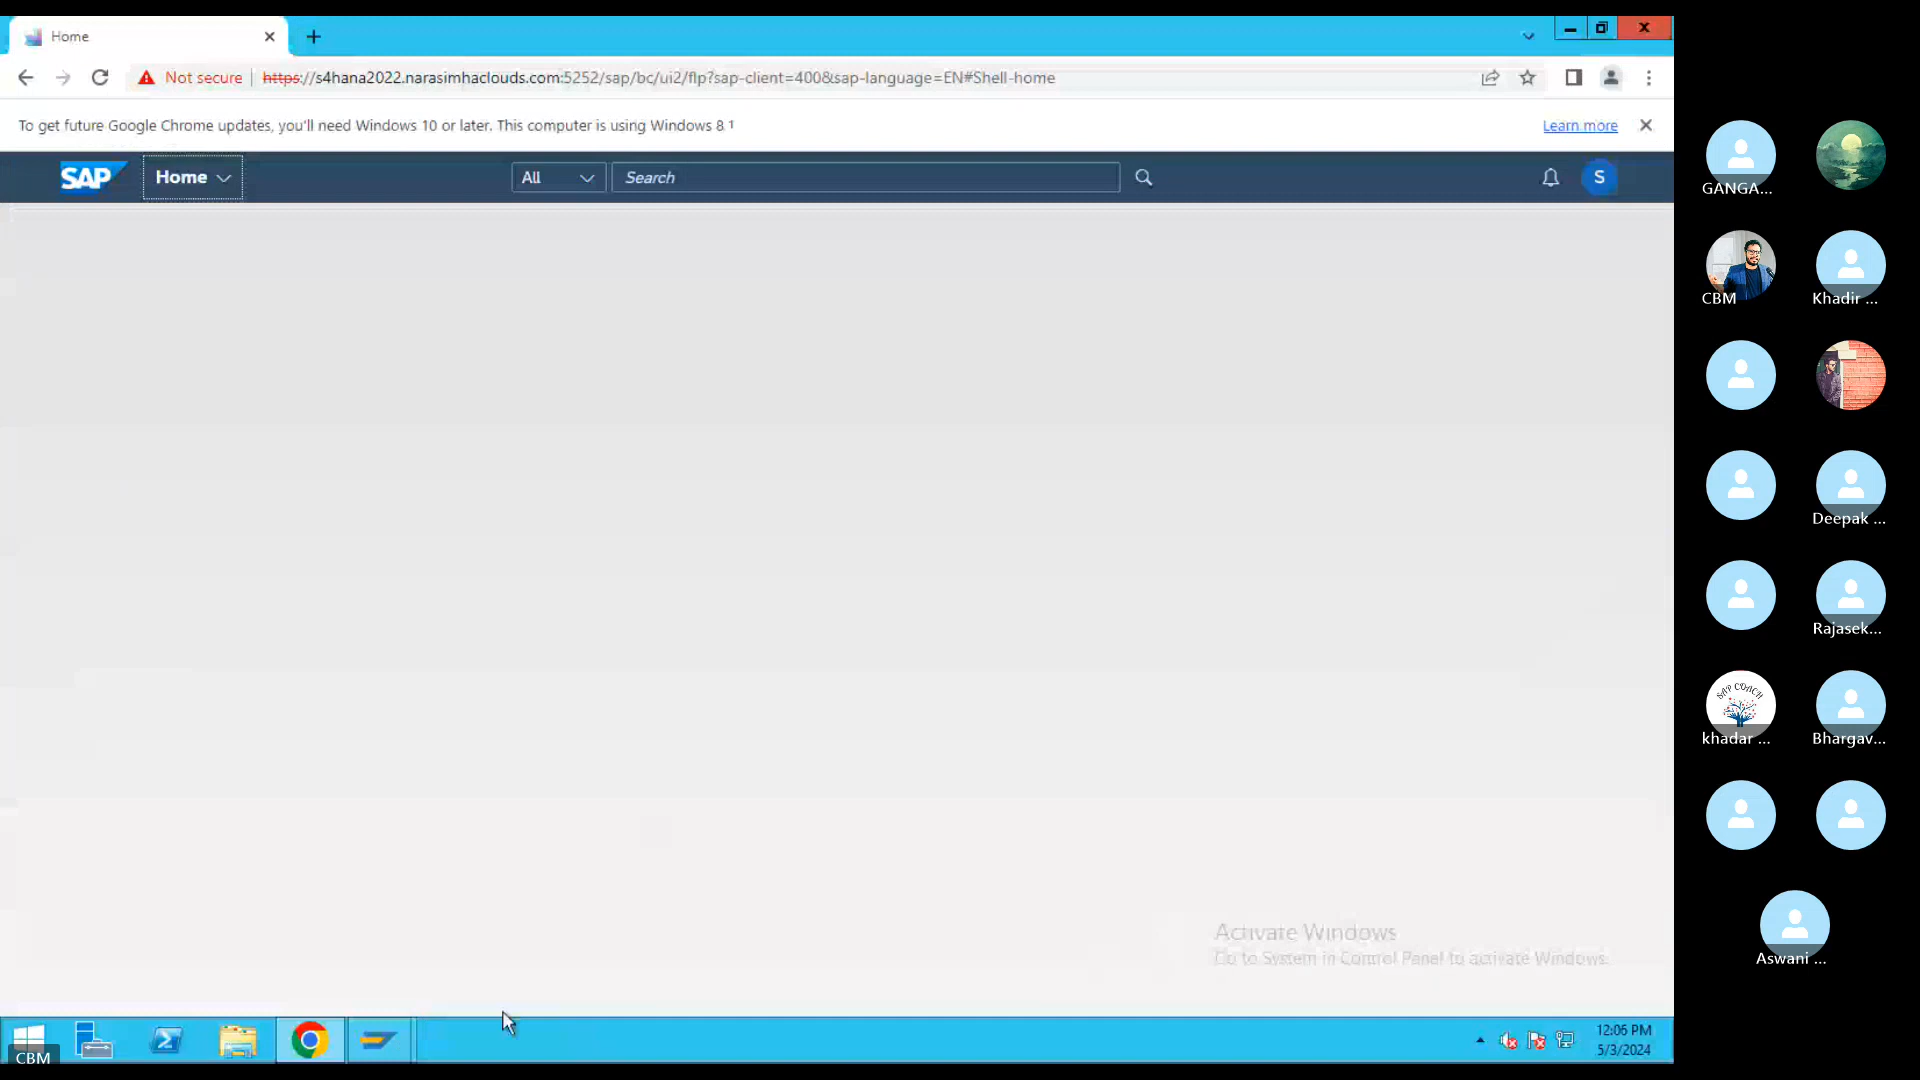 Home
Not secure
https://s4hana2022.narasimhaclouds.com:5252/sap/bc/ui2/flp?sap-client=400&sap-language=EN#Shell-home
To get future Google Chrome updates, you'll need Windows 10 or later. This computer is using Windows 8.1
Learn more
SAP
Home
All
Search
S
GANGA...
CBM
Khadir ...
Deepak ...
Rajasek...
SAP COACH
khadar ...
Bhargav...
Aswani ...
Activate Windows
Go to System in Control Panel to activate Windows.
CBM
12:06 PM
5/3/2024